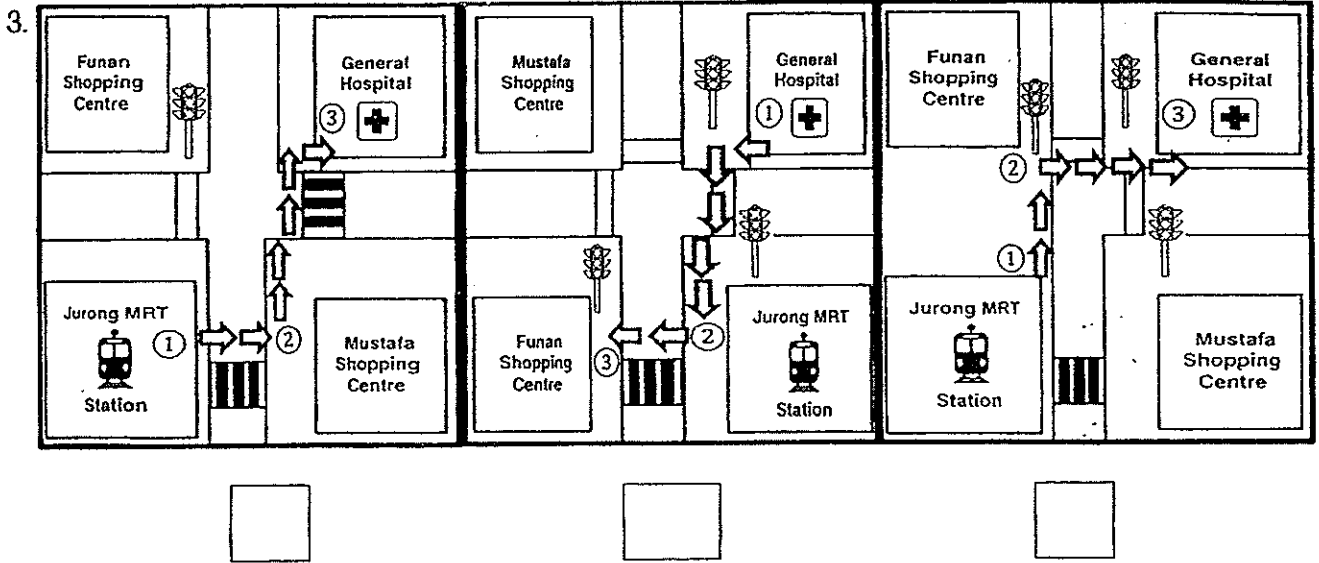 3.
Funan
Shopping
Centre
General
Hospital
3
Jurong MRT
1
Station
2
Mustafa
Shopping
Centre
Mustafa
Shopping
Centre
General
Hospital
1
Funan
Shopping
Centre
3
2
Jurong MRT
Station
Funan
Shopping
Centre
General
Hospital
3
2
1
Jurong MRT
Station
Mustafa
Shopping
Centre